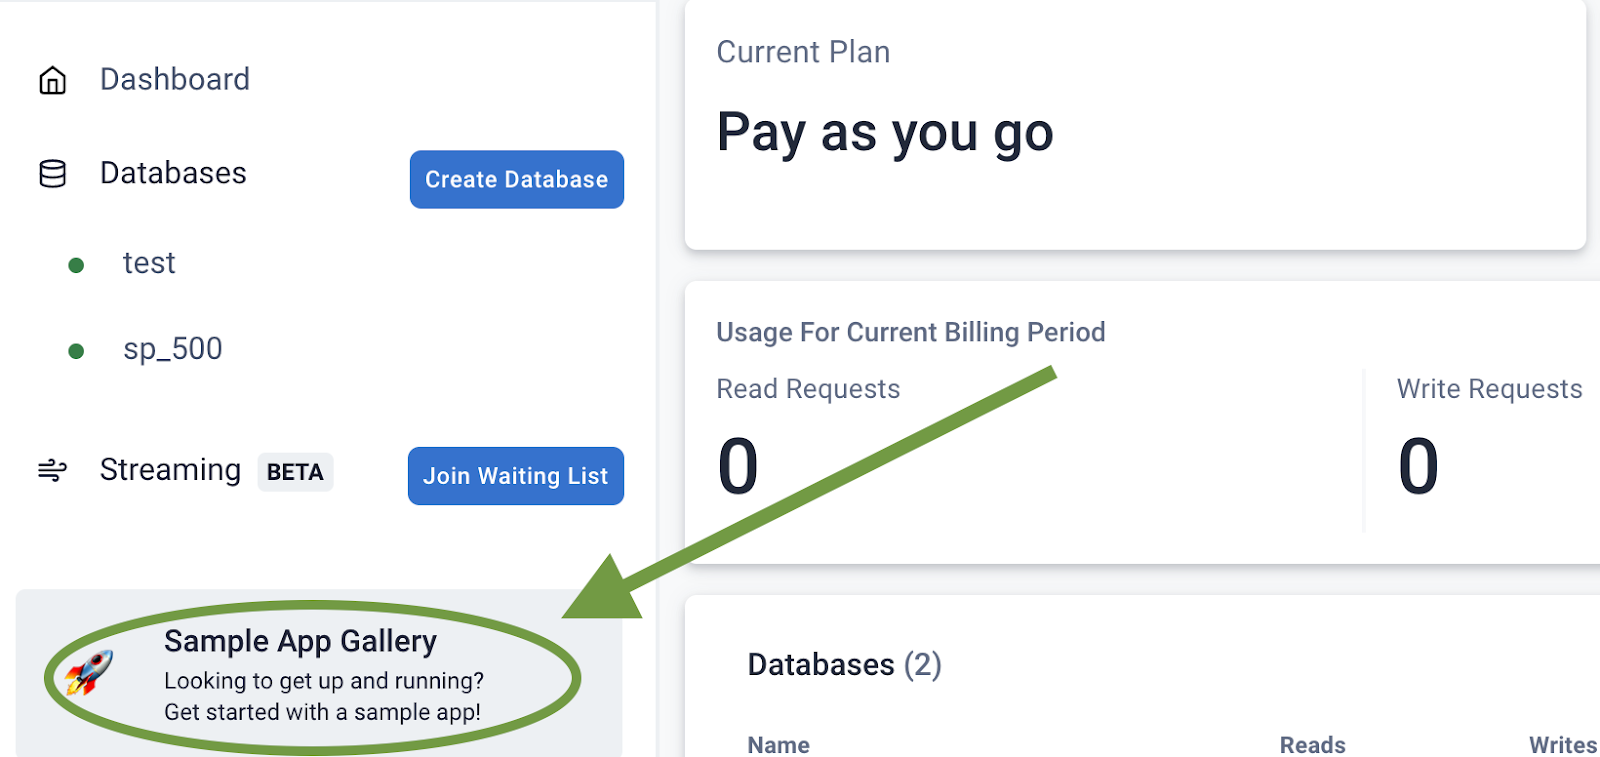 Dashboard
Databases
Create Database
test
sp_500
Streaming BETA
Join Waiting List
Sample App Gallery
Looking to get up and running?
Get started with a sample app!
Current Plan
Pay as you go
Usage For Current Billing Period
Read Requests
0
Write Requests
0
Databases (2)
Name Reads Writes